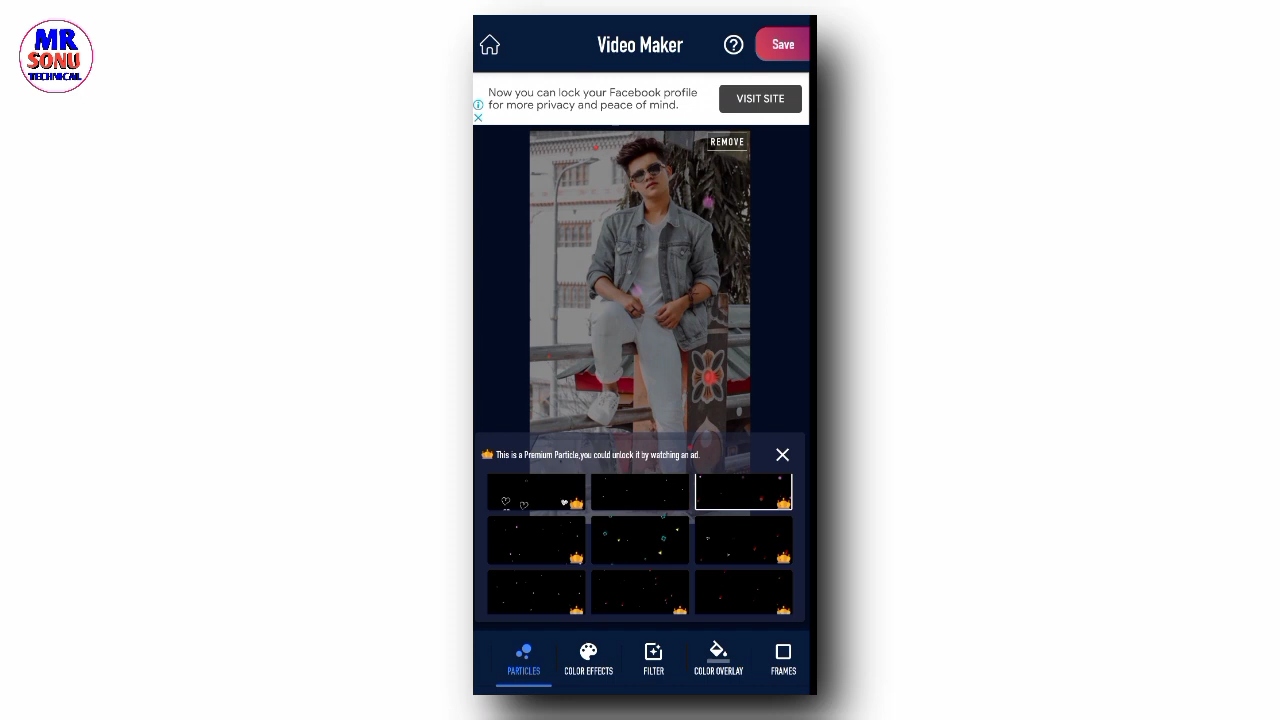 MR
SONU
TECHNICAL
Video Maker
Save
Now you can lock your Facebook profile
for more privacy and peace of mind.
VISIT SITE
REMOVE
This is a Premium Particle,you could unlock it by watching an ad.
PARTICLES
COLOR EFFECTS
FILTER
COLOR OVERLAY
FRAMES